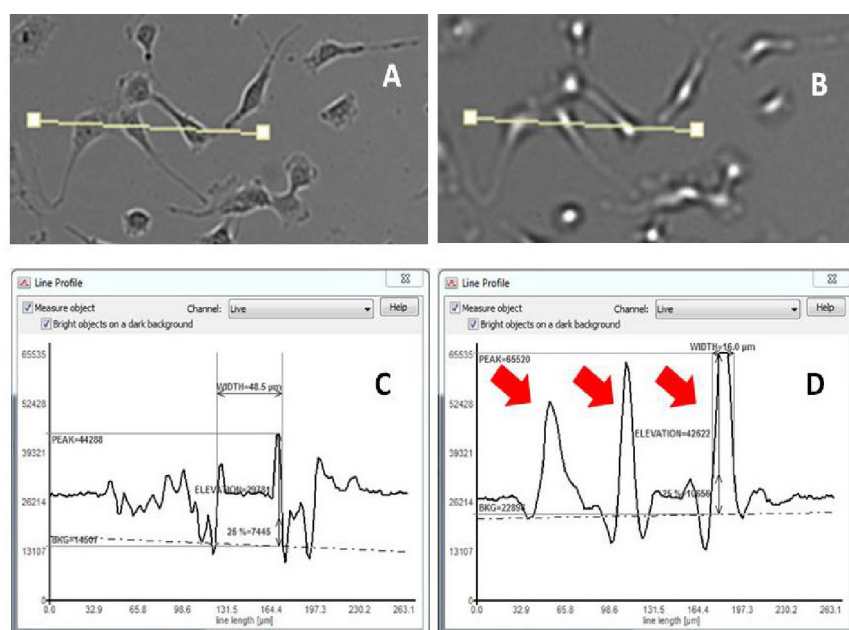 A
B
Line Profile
Measure object
Channel: Live
Help
Bright objects on a dark background
65535
52428
39321
26214
13107
0
WIDTH=48.5 µm
PEAK=44288
ELEVATION=29781
25 %=7445
BKG=14507
C
0.0 32.9 65.8 98.6 131.5 164.4 197.3 230.2 263.1
line length [µm]
Line Profile
Measure object
Channel: Live
Help
Bright objects on a dark background
65535
52428
39321
26214
13107
0
WIDTH=16.0 µm
PEAK=65520
ELEVATION=42622
BKG=22898
D
0.0 32.9 65.8 98.6 131.5 164.4 197.3 230.2 263.1
line length [µm]